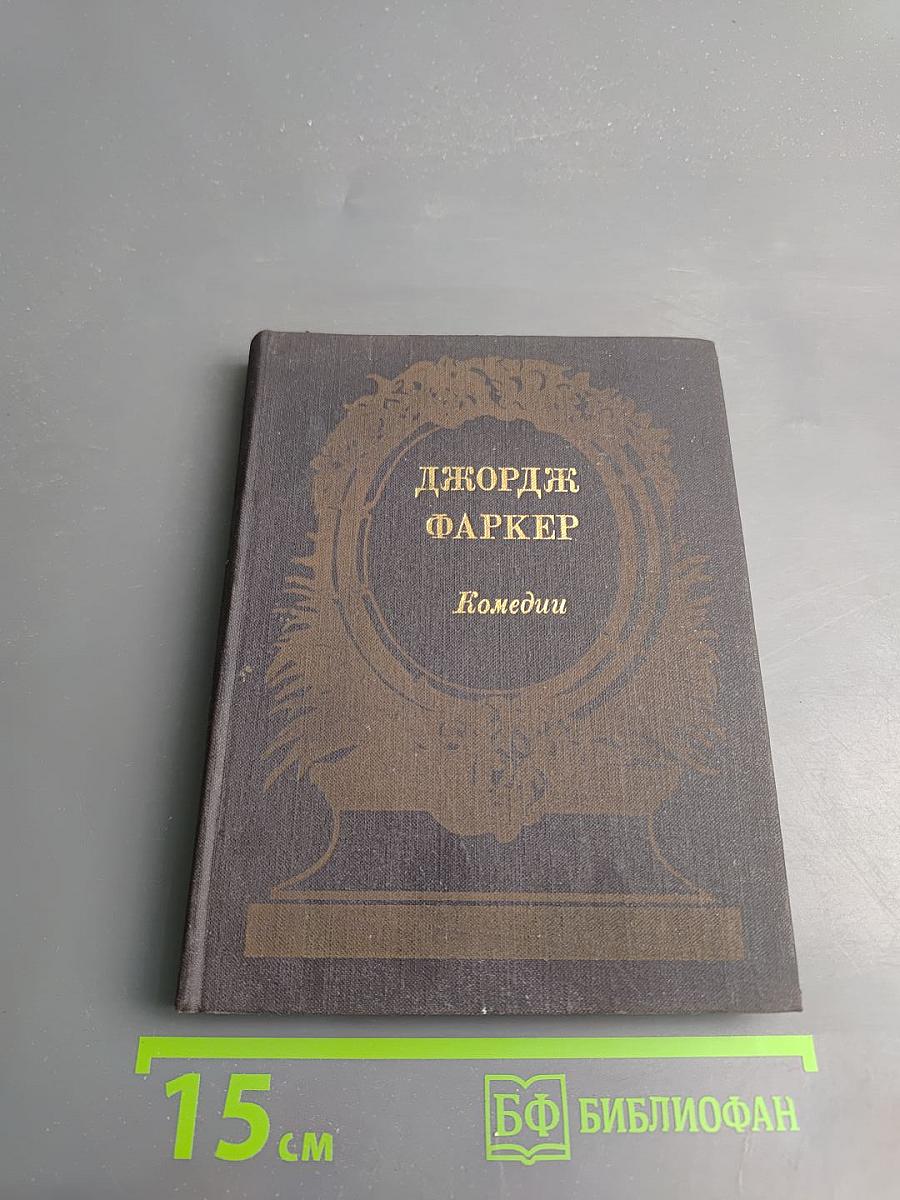 ДЖОРДЖ
ФАРКЕР
Комедии
15 см
БФ БИБЛИОФАН